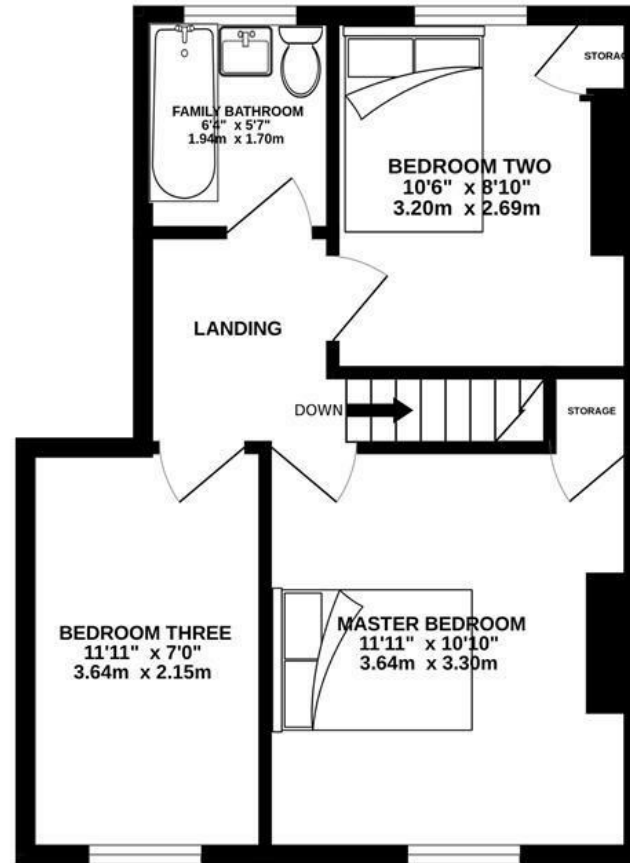 FAMILY BATHROOM
6'4" x 5'7"
1.94m x 1.70m
STORAG
BEDROOM TWO
10'6" x 8'10"
3.20m x 2.69m
LANDING
DOWN
STORAGE
BEDROOM THREE
11'11" x 7'0"
3.64m x 2.15m
MASTER BEDROOM
11'11" x 10'10"
3.64m x 3.30m